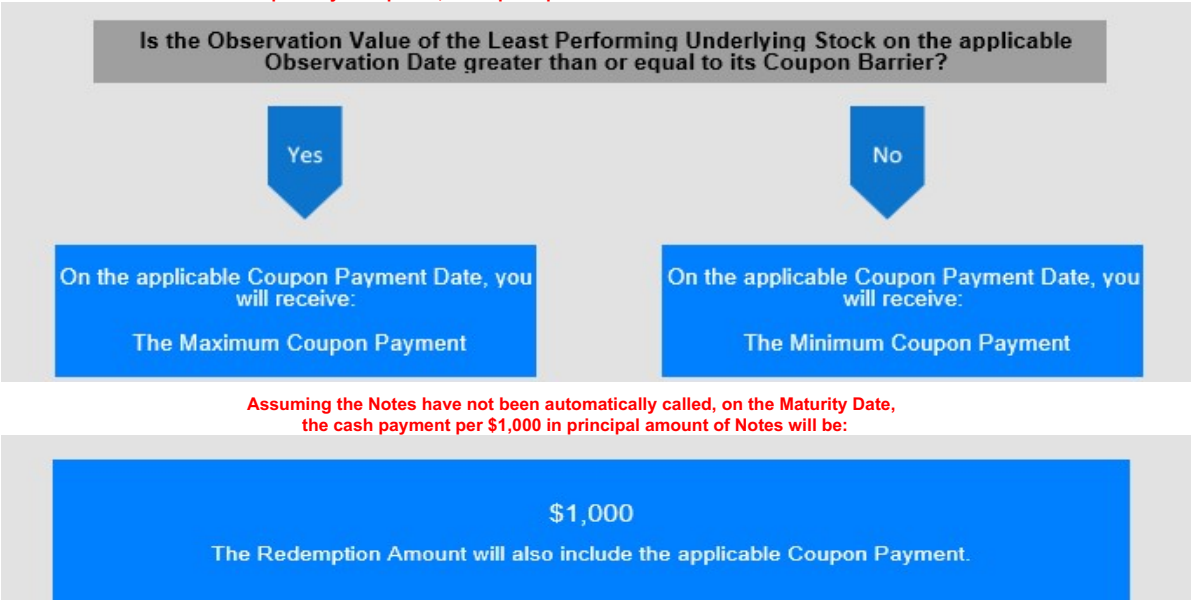 Is the Observation Value of the Least Performing Underlying Stock on the applicable
Observation Date greater than or equal to its Coupon Barrier?
Yes
No
On the applicable Coupon Payment Date, you
will receive:
The Maximum Coupon Payment
On the applicable Coupon Payment Date, you
will receive:
The Minimum Coupon Payment
Assuming the Notes have not been automatically called, on the Maturity Date,
the cash payment per $1,000 in principal amount of Notes will be:
$1,000
The Redemption Amount will also include the applicable Coupon Payment.